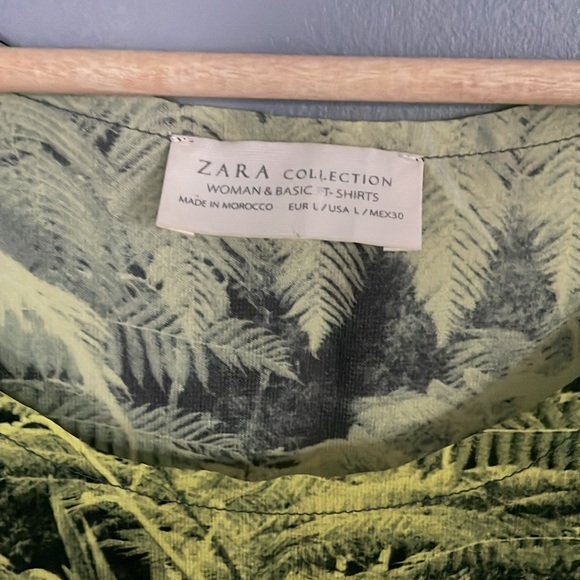 ZARA COLLECTION
WOMAN & BASIC T-SHIRTS
MADE IN MOROCCO EUR L / USA L / MEX30